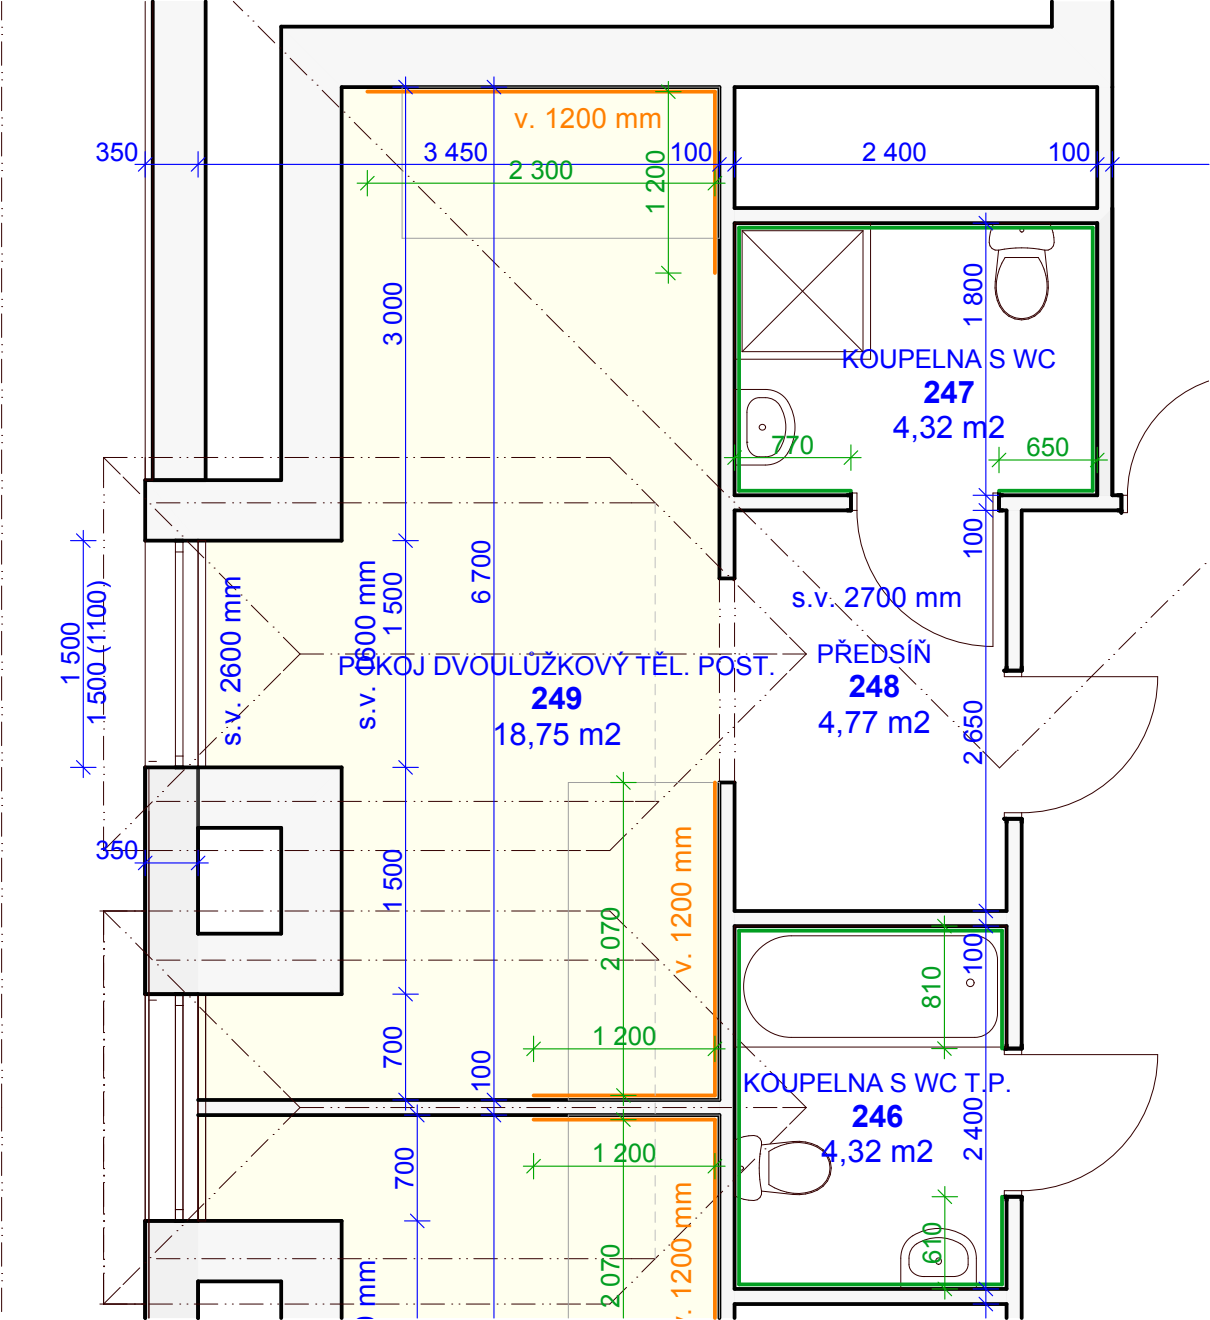 v. 1200 mm
350
3 450
100
2 400
100
2 300
1 200
3 000
1 800
KOUPELNA S WC
247
4,32 m2
770
650
1 500
1 500 (1100)
s.v. 2600 mm
1 500
6 700
100
s.v. 2700 mm
POKOJ DVOULŮŽKOVÝ TĚL. POST.
249
18,75 m2
PŘEDSÍŇ
248
4,77 m2
2 650
350
1 500
2 070
v. 1200 mm
810
100
700
100
1 200
KOUPELNA S WC T.P.
246
4,32 m2
2 400
700
1 200
2 070
v. 1200 mm
610
mm